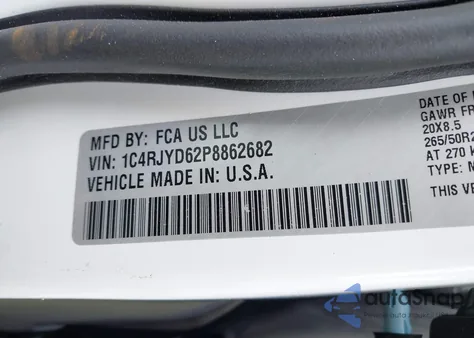 MFD BY: FCA US LLC
VIN: 1C4RJYD62P8862682
VEHICLE MADE IN: U.S.A.
DATE OF
GAWR FR
20X8.5
265/50R2
AT 270 K
TYPE: M
THIS VE
autoSnap